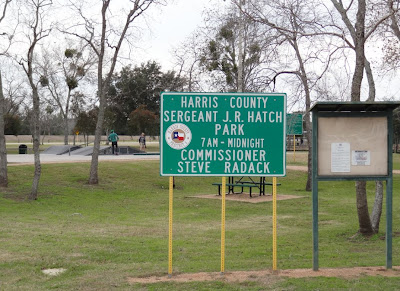 HARRIS COUNTY
SERGEANT J.R. HATCH
PARK
7AM - MIDNIGHT
COMMISSIONER
STEVE RADACK